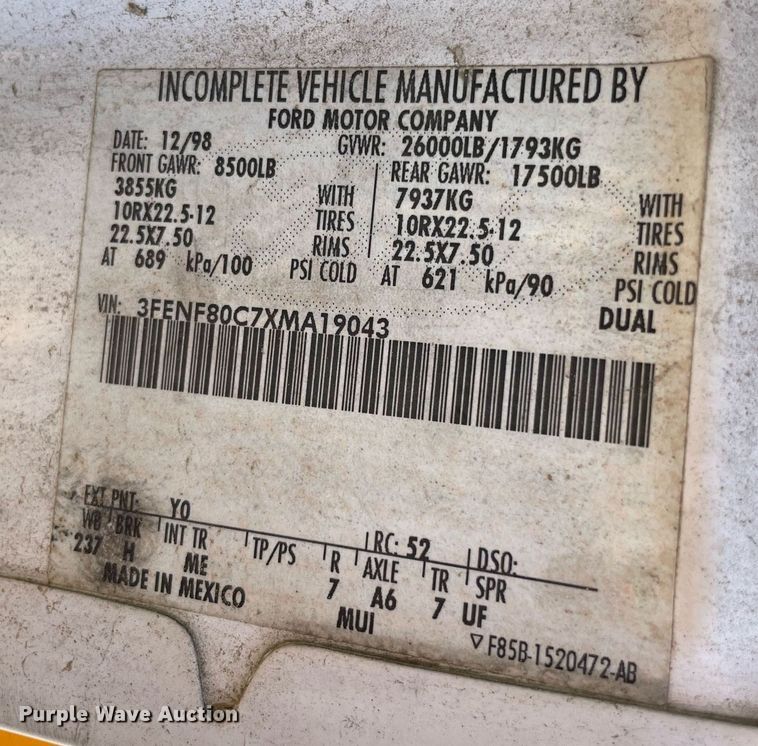 INCOMPLETE VEHICLE MANUFACTURED BY
FORD MOTOR COMPANY
DATE: 12/98 GVWR: 26000LB/1793KG
FRONT GAWR: 8500LB REAR GAWR: 17500LB
3855KG WITH 7937KG WITH
10RX22.5-12 TIRES 10RX22.5-12 TIRES
22.5X7.50 RIMS 22.5X7.50 RIMS
AT 689 kPa/100 PSI COLD AT 621 kPa/90 PSI COLD
VIN: 3FENF80C7XMA19043 DUAL
EXT PNT: YO RC: 52 DSO:
WB BRK INT TR TP/PS R AXLE TR SPR
237 H ME 7 A6 7 UF
MADE IN MEXICO MUI
F85B-1520472-AB
Purple Wave Auction